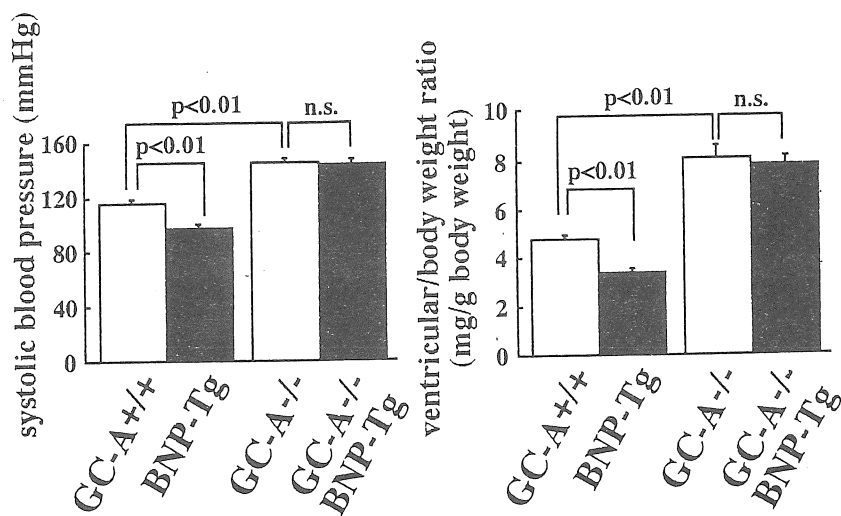 systolic blood pressure (mmHg)
160
120
80
40
0
p<0.01
n.s.
p<0.01
GC-A+/+
BNP-Tg
GC-A-/-
GC-A-/-
BNP-Tg
ventricular/body weight ratio
(mg/g body weight)
10
8
6
4
2
0
p<0.01
n.s.
p<0.01
GC-A+/+
BNP-Tg
GC-A-/-
GC-A-/-
BNP-Tg